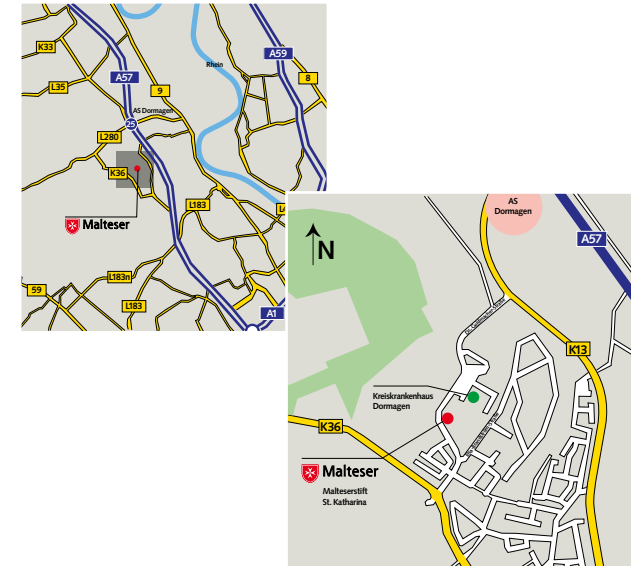 K33
A59
Rhein
A57
8
L35
9
AS Dormagen
25
L280
K36
L183
Malteser
L183n
59
L183
A1
AS
Dormagen
A57
N
K13
Kreiskrankenhaus
Dormagen
K36
Malteser
Malteserstift
St. Katharina